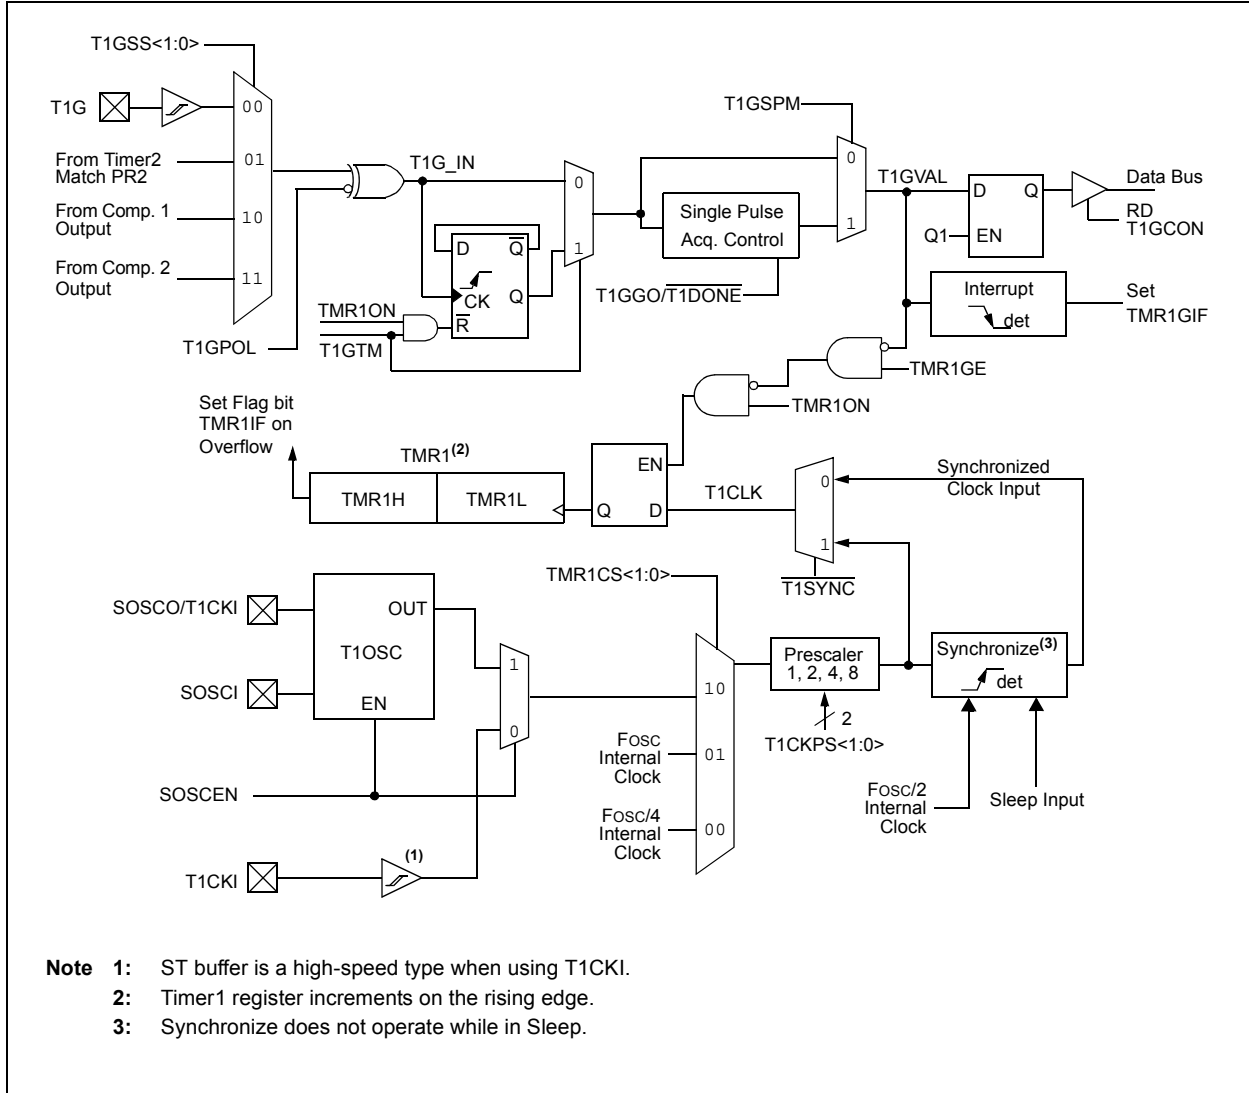 T1GSS<1:0>
T1G
00
From Timer2
Match PR2
01
From Comp. 1
Output
10
From Comp. 2
Output
11
T1GPOL
T1G_IN
0
1
D
Q
CK
Q
R
TMR1ON
T1GTM
T1GSPM
0
1
Single Pulse
Acq. Control
T1GGO/T1DONE
T1GVAL
D
Q
Q1
EN
Data Bus
RD
T1GCON
Interrupt
det
Set
TMR1GIF
TMR1GE
TMR1ON
Set Flag bit
TMR1IF on
Overflow
TMR1(2)
TMR1H
TMR1L
EN
Q
D
T1CLK
0
1
T1SYNC
Synchronized
Clock Input
SOSCO/T1CKI
OUT
T1OSC
SOSCI
EN
1
0
SOSCEN
T1CKI
(1)
TMR1CS<1:0>
10
FOSC
Internal
Clock
01
FOSC/4
Internal
Clock
00
Prescaler
1, 2, 4, 8
2
T1CKPS<1:0>
Synchronize(3)
det
FOSC/2
Internal
Clock
Sleep Input
Note 1: ST buffer is a high-speed type when using T1CKI.
2: Timer1 register increments on the rising edge.
3: Synchronize does not operate while in Sleep.